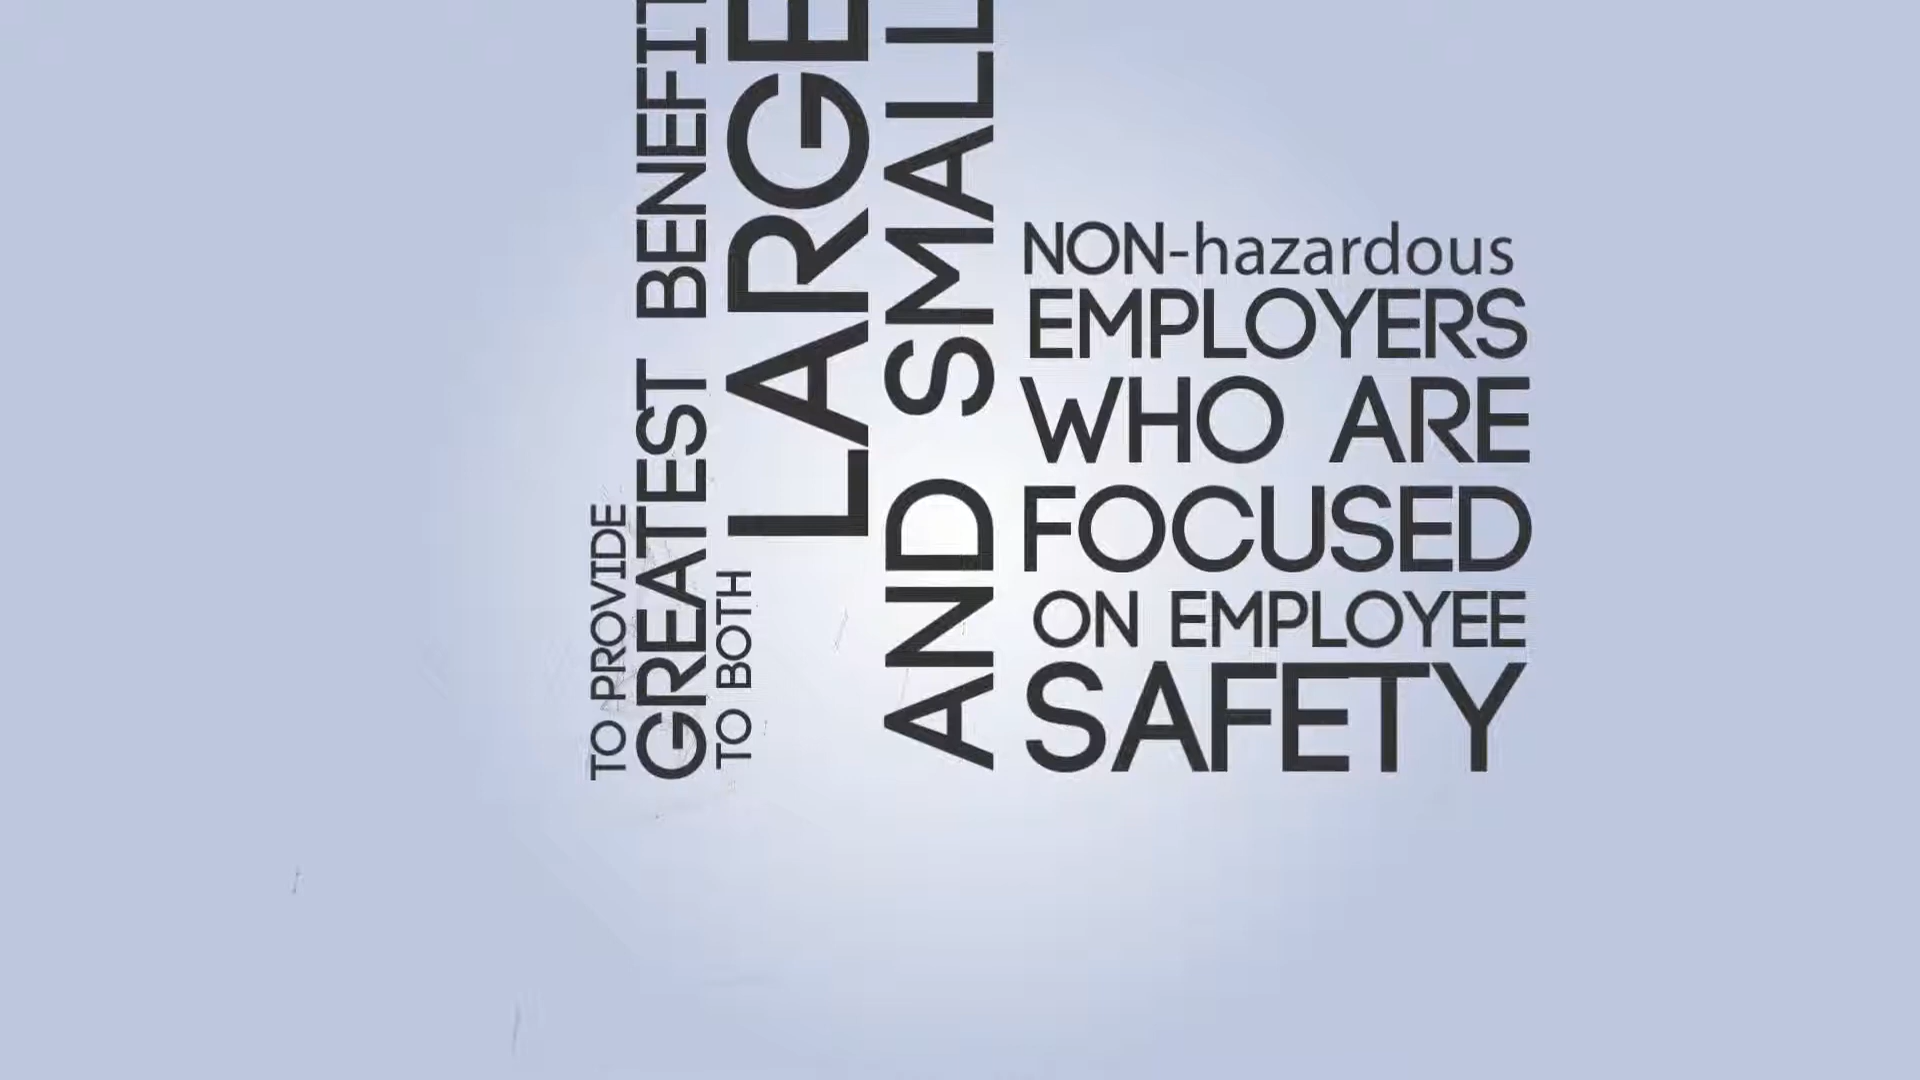 TO PROVIDE
GREATEST BENEFIT
TO BOTH
LARGE
AND SMALL
NON-hazardous
EMPLOYERS
WHO ARE
FOCUSED
ON EMPLOYEE
SAFETY